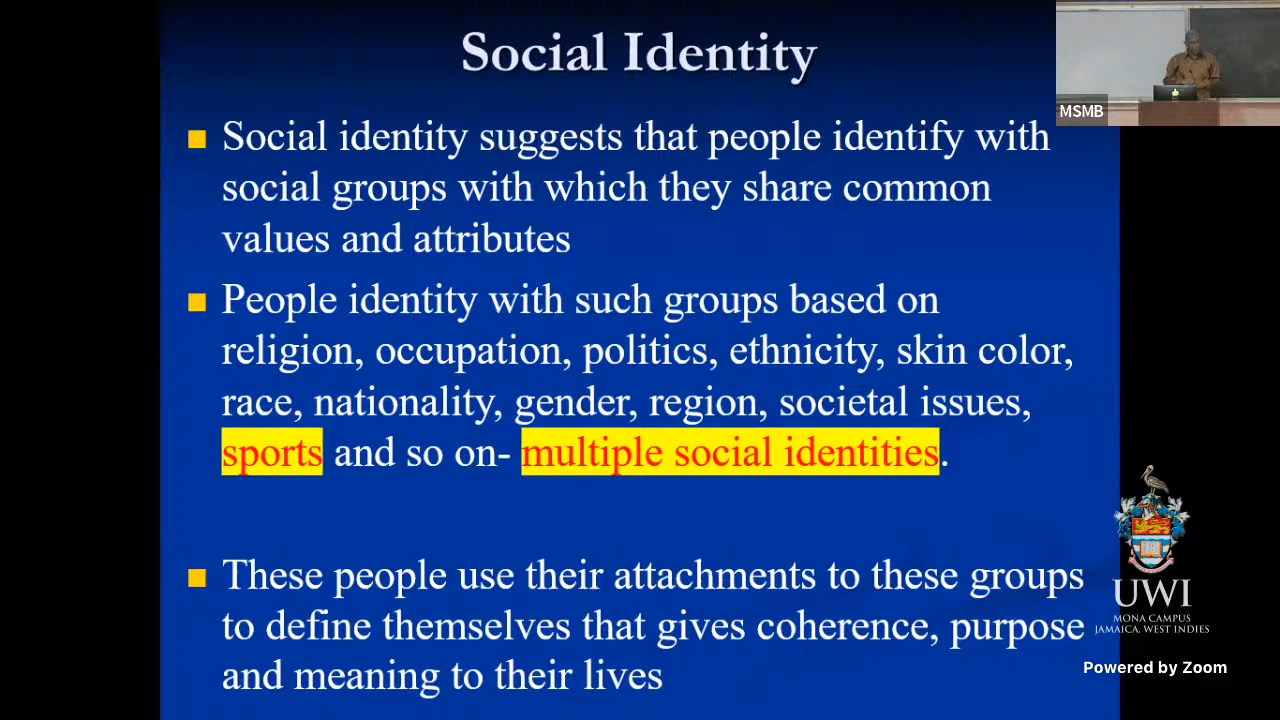 Social Identity
MSMB
Social identity suggests that people identify with
social groups with which they share common
values and attributes
People identity with such groups based on
religion, occupation, politics, ethnicity, skin color,
race, nationality, gender, region, societal issues,
sports and so on- multiple social identities.
These people use their attachments to these groups
to define themselves that gives coherence, purpose
and meaning to their lives
UWI
MONA CAMPUS
JAMAICA, WEST INDIES
Powered by Zoom